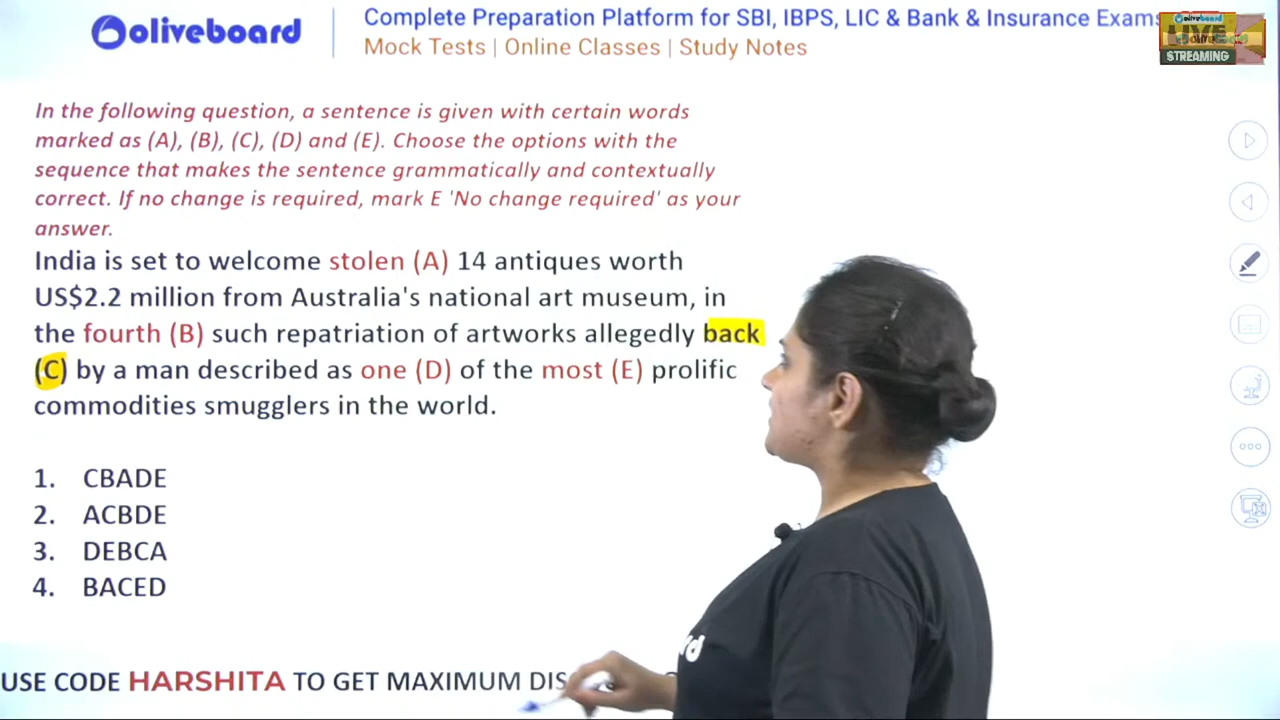 oliveboard
Complete Preparation Platform for SBI, IBPS, LIC & Bank & Insurance Exams
Mock Tests | Online Classes | Study Notes
oliveboard
LIVE
STREAMING
In the following question, a sentence is given with certain words
marked as (A), (B), (C), (D) and (E). Choose the options with the
sequence that makes the sentence grammatically and contextually
correct. If no change is required, mark E 'No change required' as your
answer.
India is set to welcome stolen (A) 14 antiques worth
US$2.2 million from Australia's national art museum, in
the fourth (B) such repatriation of artworks allegedly back
(C) by a man described as one (D) of the most (E) prolific
commodities smugglers in the world.
1. CBADE
2. ACBDE
3. DEBCA
4. BACED
USE CODE HARSHITA TO GET MAXIMUM